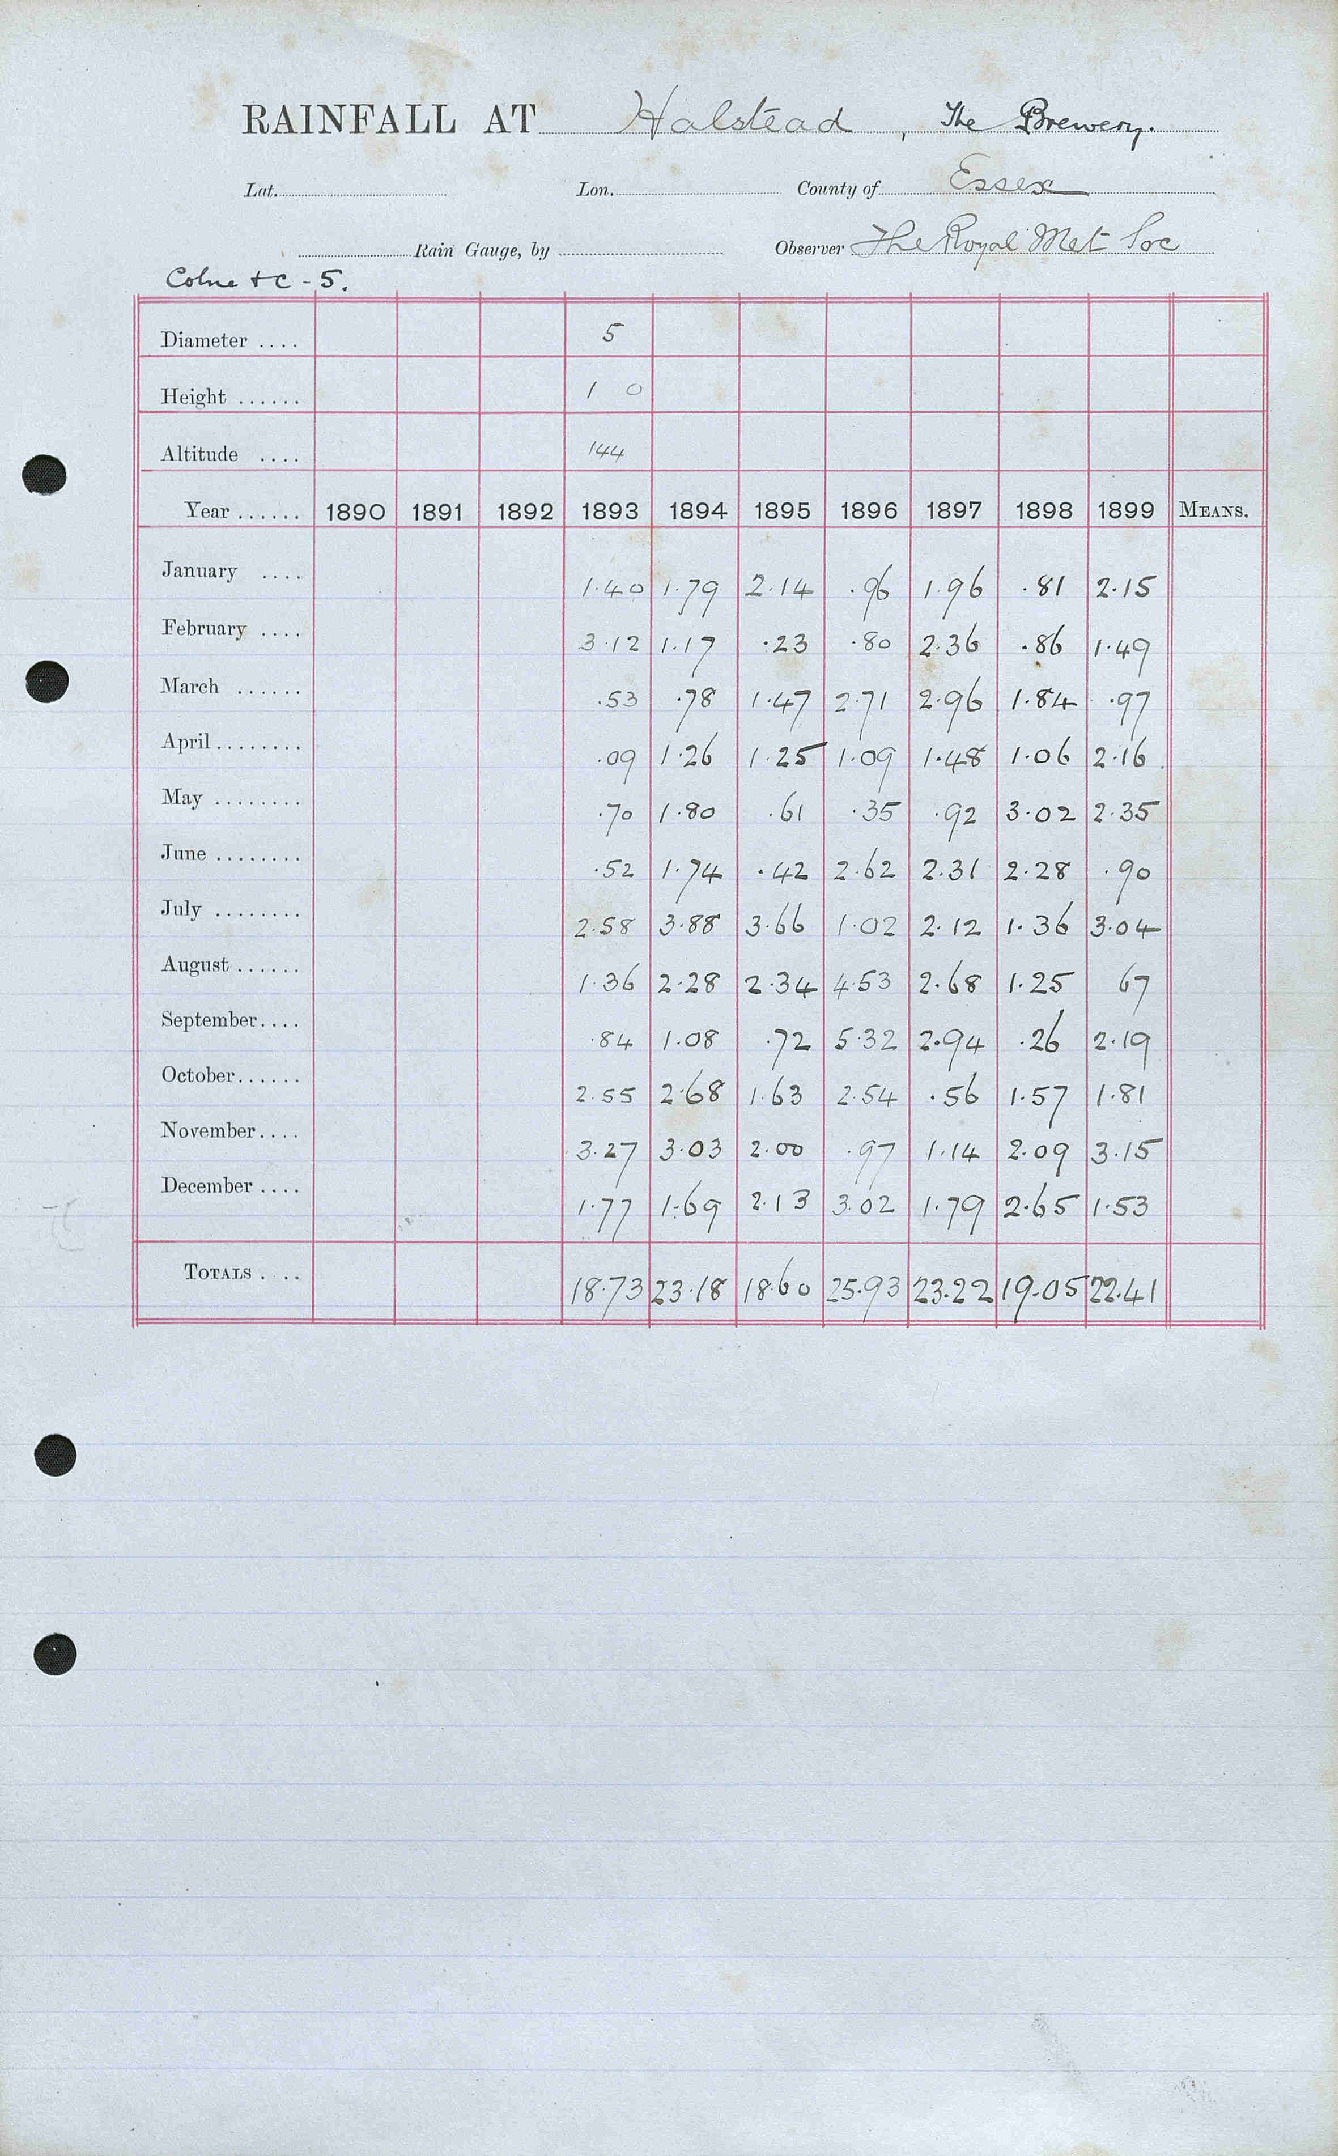 RAINFALL AT Halstead, The Brewery.
Lat. Lon. County of Essex
Rain Gauge, by Observer The Royal Met Soc
Colne & C - 5.
Diameter .... 5
Height ...... 1 0
Altitude .... 144
Year ...... 1890 1891 1892 1893 1894 1895 1896 1897 1898 1899 MEANS.
January .... 1.40 1.79 2.14 .96 1.96 .81 2.15
February .... 3.12 1.17 .23 .80 2.36 .86 1.49
March ...... .53 .78 1.47 2.71 2.96 1.84 .97
April ........ .09 1.26 1.25 1.09 1.48 1.06 2.16
May ........ .70 1.80 .61 .35 .92 3.02 2.35
June ........ .52 1.74 .42 2.62 2.31 2.28 .90
July ........ 2.58 3.88 3.66 1.02 2.12 1.36 3.04
August ...... 1.36 2.28 2.34 4.53 2.68 1.25 67
September .... .84 1.08 .72 5.32 2.94 .26 2.19
October ...... 2.55 2.68 1.63 2.54 .56 1.57 1.81
November .... 3.27 3.03 2.00 .97 1.14 2.09 3.15
December .... 1.77 1.69 2.13 3.02 1.79 2.65 1.53
TOTALS .... 18.73 23.18 18.60 25.93 23.22 19.05 22.41